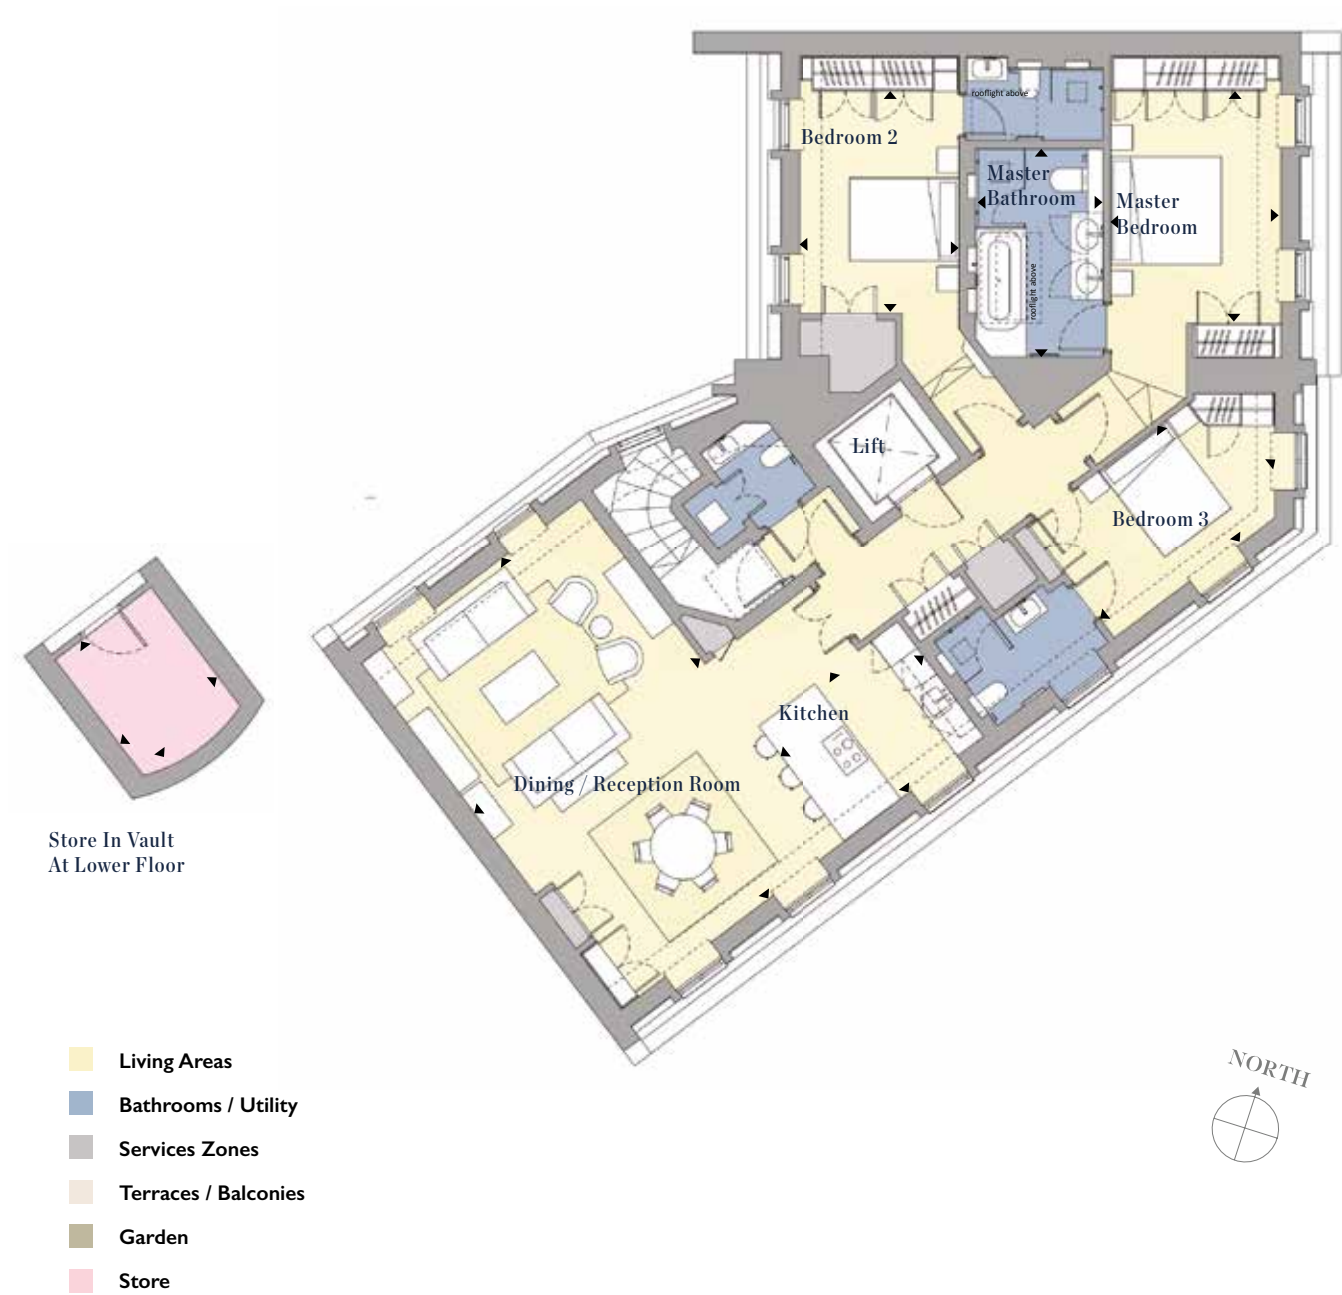 rooflight above
Bedroom 2
Master
Bathroom
Master
Bedroom
rooflight above
Lift
Bedroom 3
Kitchen
Dining / Reception Room
Store In Vault
At Lower Floor
Living Areas
Bathrooms / Utility
Services Zones
Terraces / Balconies
Garden
Store
NORTH